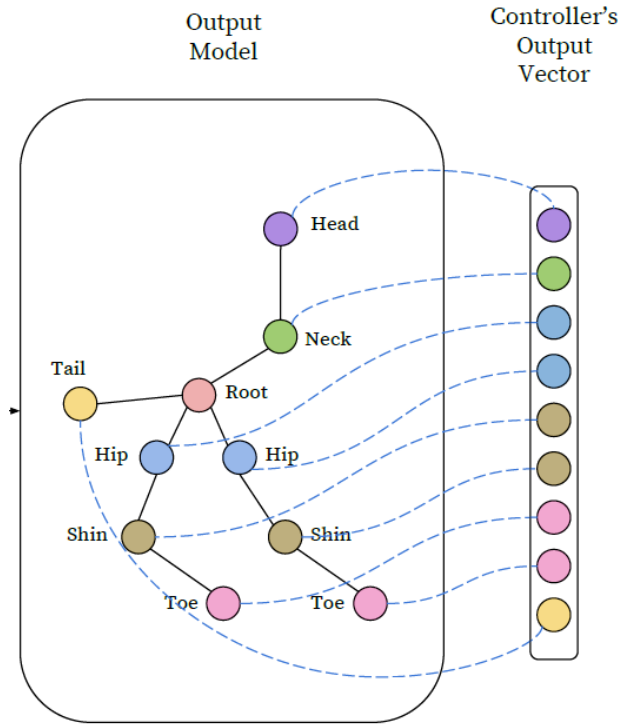 Output
Model
Controller's
Output
Vector
Head
Neck
Tail
Root
Hip
Hip
Shin
Shin
Toe
Toe